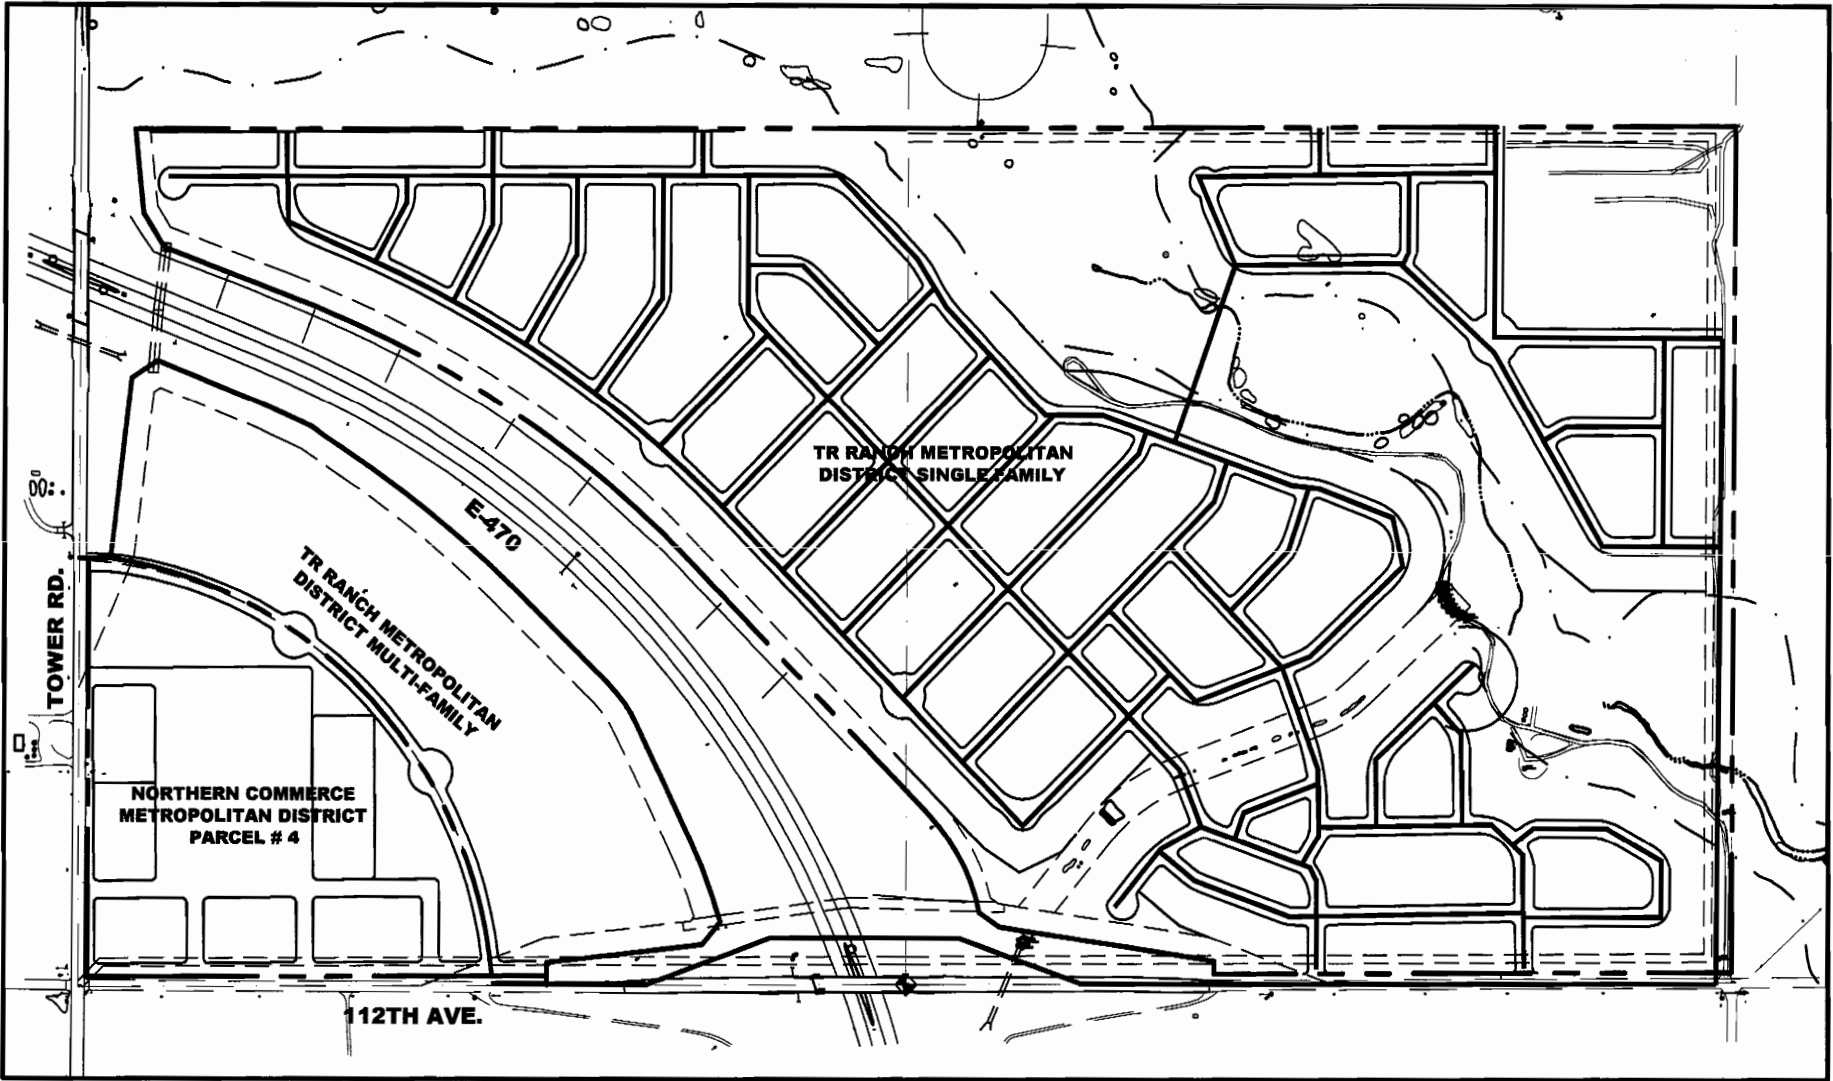 TR RANCH METROPOLITAN
DISTRICT SINGLE FAMILY
E-470
TR RANCH METROPOLITAN
DISTRICT MULTI-FAMILY
TOWER RD.
NORTHERN COMMERCE
METROPOLITAN DISTRICT
PARCEL # 4
112TH AVE.